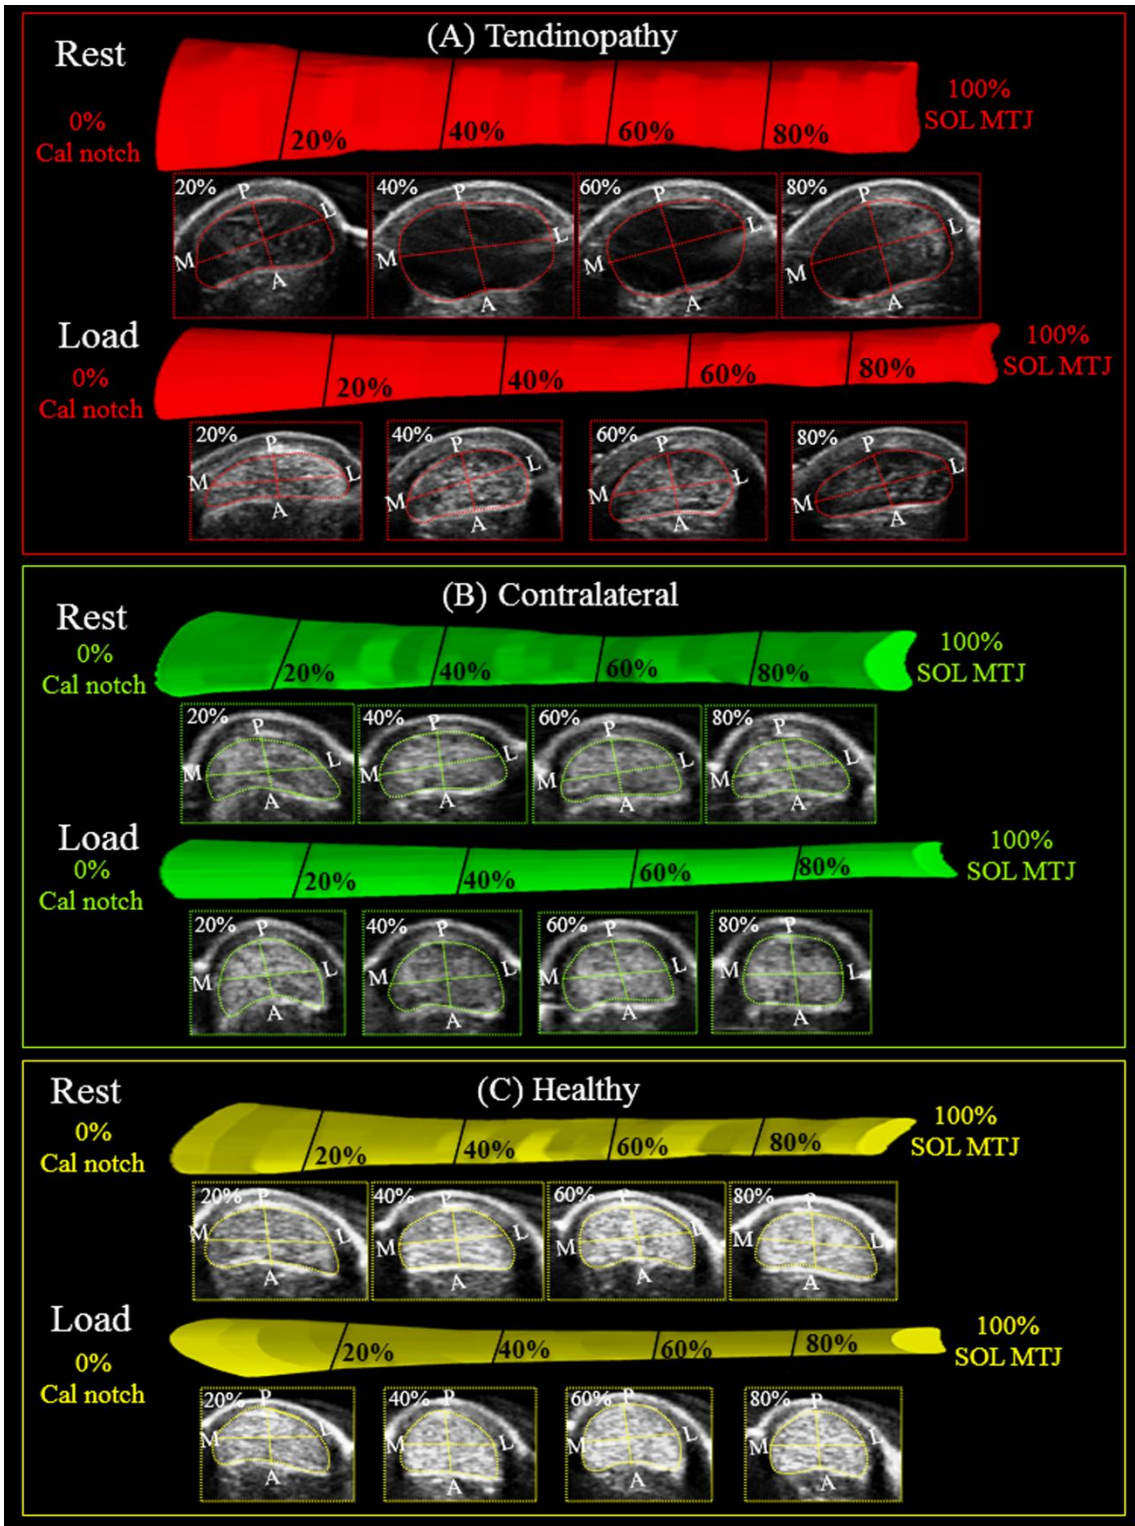 (A) Tendinopathy
Rest
0%
Cal notch
20%
40%
60%
80%
100%
SOL MTJ
20%
P
L
M
A
40%
P
L
M
A
60%
P
L
M
A
80%
P
L
M
A
Load
0%
Cal notch
20%
40%
60%
80%
100%
SOL MTJ
20%
P
M
L
A
40%
P
L
M
A
60%
P
L
M
A
80%
P
L
M
A
(B) Contralateral
Rest
0%
Cal notch
20%
40%
60%
80%
100%
SOL MTJ
20%
P
L
M
A
40%
P
L
M
A
60%
P
L
M
A
80%
P
L
M
A
Load
0%
Cal notch
20%
40%
60%
80%
100%
SOL MTJ
20%
P
L
M
A
40%
P
L
M
A
60%
P
L
M
A
80%
P
L
M
A
(C) Healthy
Rest
0%
Cal notch
20%
40%
60%
80%
100%
SOL MTJ
20%
P
M
L
A
40%
P
L
M
A
60%
P
L
M
A
80%
P
M
L
A
Load
0%
Cal notch
20%
40%
60%
80%
100%
SOL MTJ
20%
P
M
L
A
40%
P
M
L
A
60%
P
L
M
A
80%
P
L
M
A